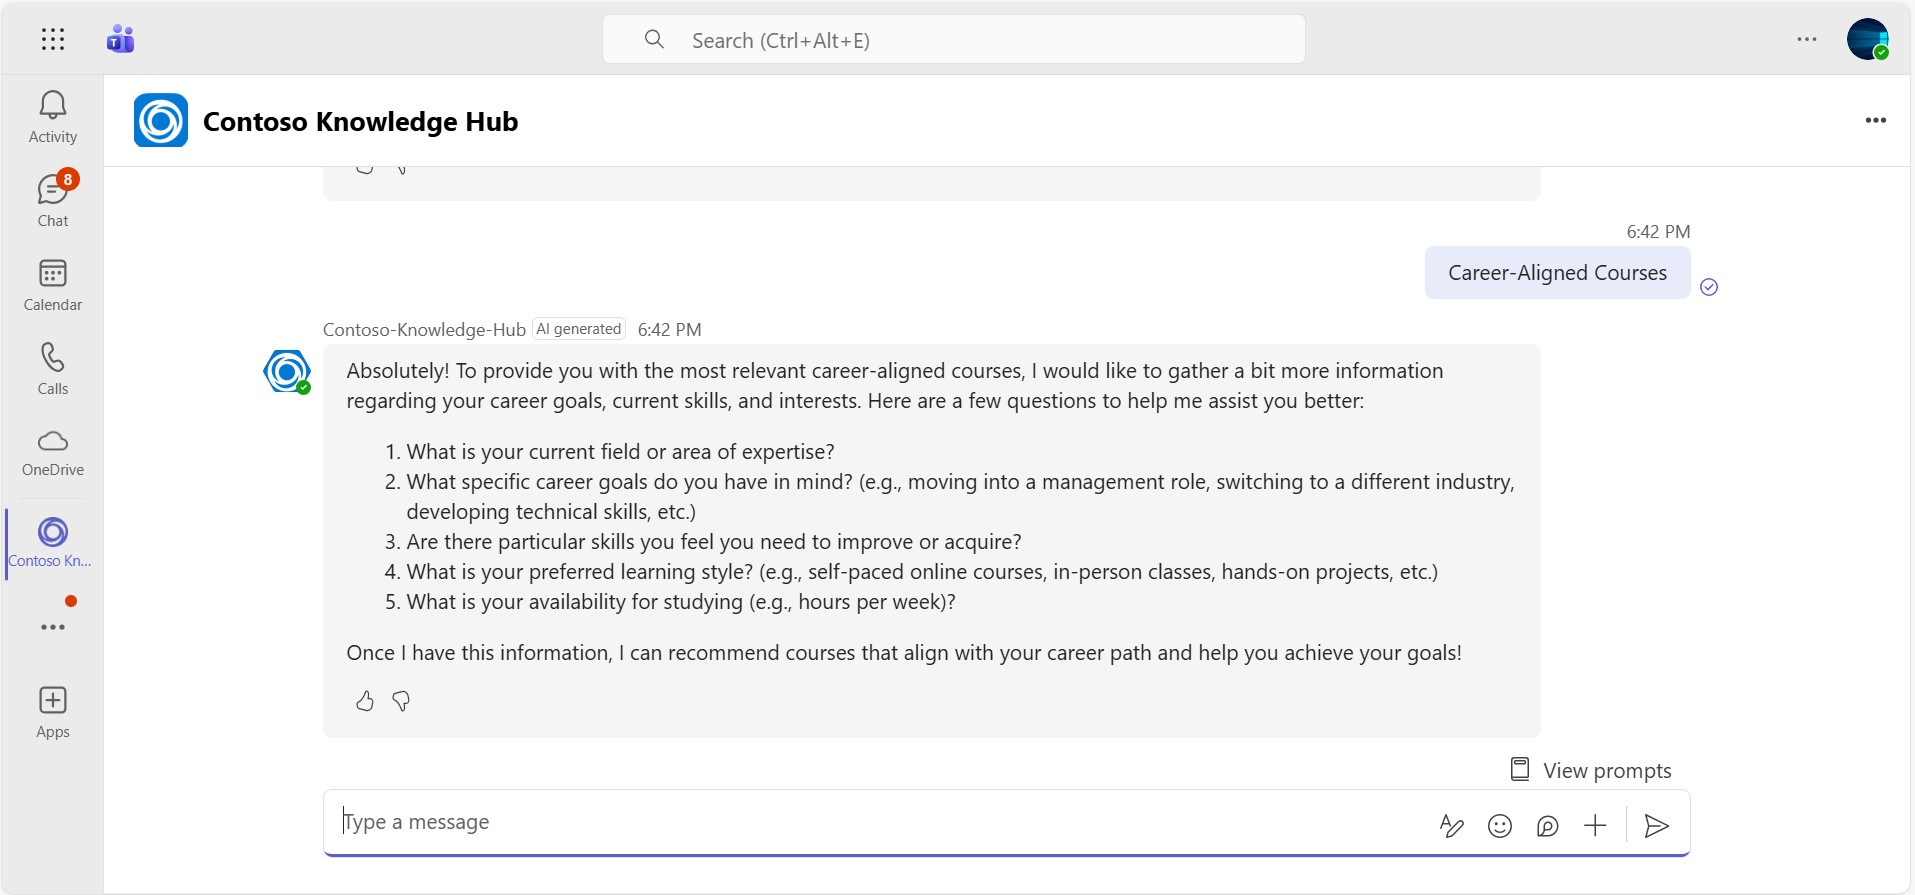 Search (Ctrl+Alt+E)
Activity
8
Chat
Calendar
Calls
OneDrive
Contoso Kn...
Apps
Contoso Knowledge Hub
6:42 PM
Career-Aligned Courses
Contoso-Knowledge-Hub AI generated 6:42 PM
Absolutely! To provide you with the most relevant career-aligned courses, I would like to gather a bit more information
regarding your career goals, current skills, and interests. Here are a few questions to help me assist you better:
1. What is your current field or area of expertise?
2. What specific career goals do you have in mind? (e.g., moving into a management role, switching to a different industry,
developing technical skills, etc.)
3. Are there particular skills you feel you need to improve or acquire?
4. What is your preferred learning style? (e.g., self-paced online courses, in-person classes, hands-on projects, etc.)
5. What is your availability for studying (e.g., hours per week)?
Once I have this information, I can recommend courses that align with your career path and help you achieve your goals!
View prompts
Type a message